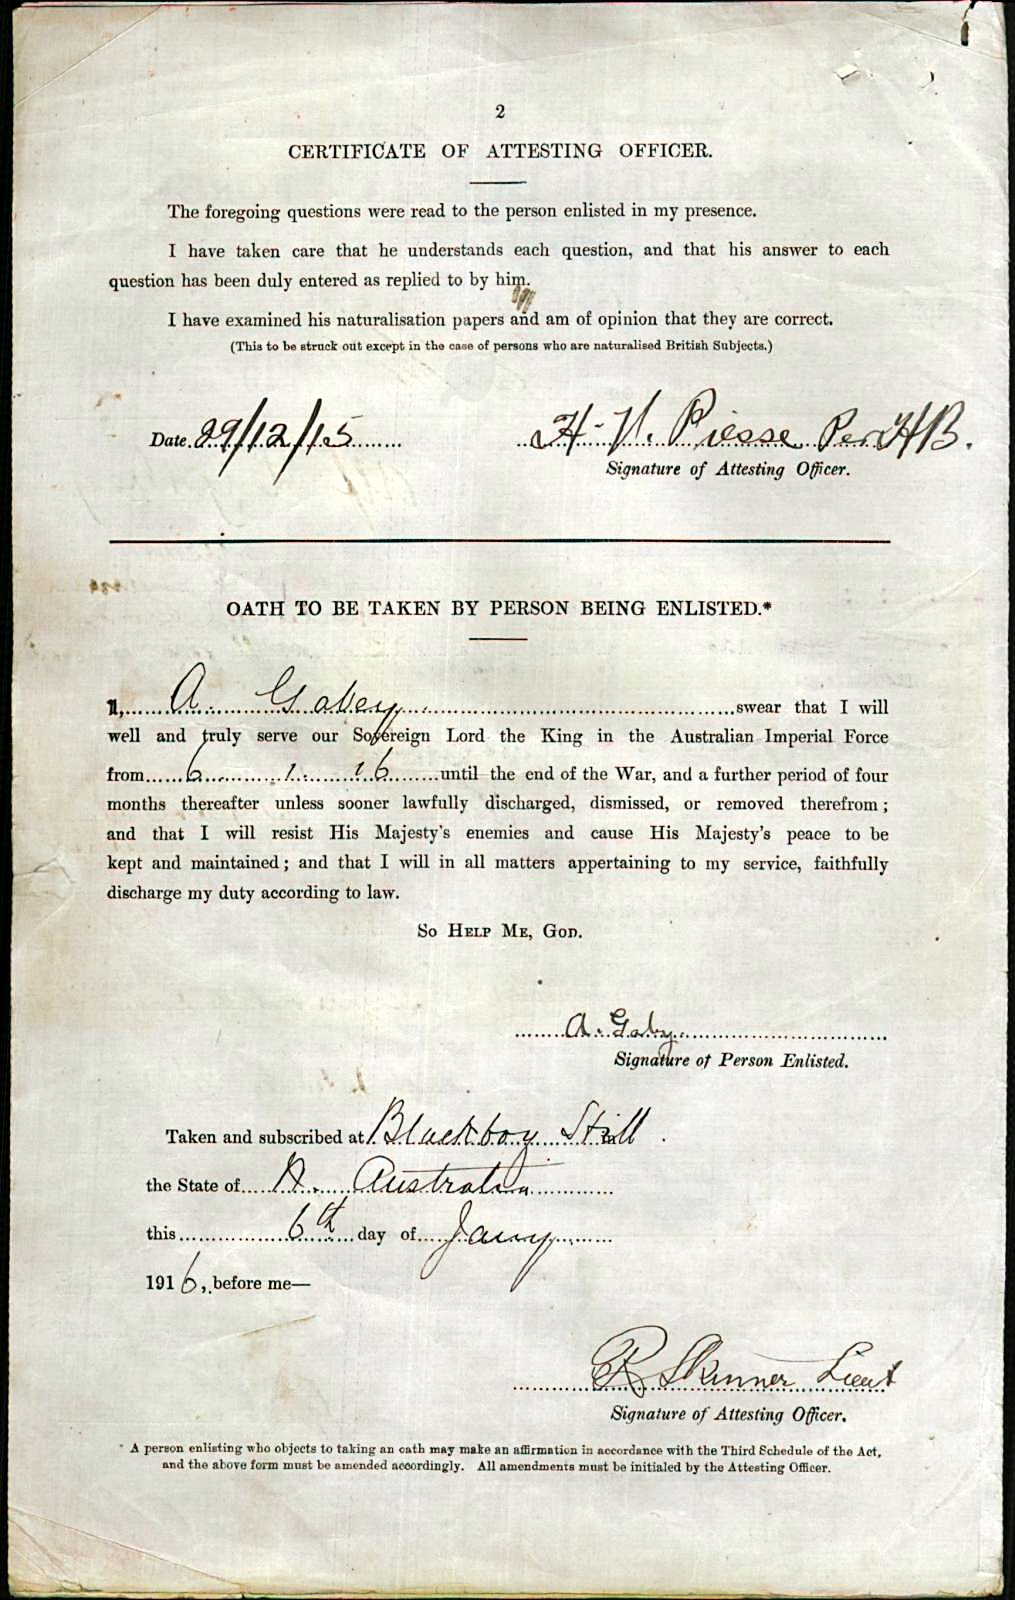 2
CERTIFICATE OF ATTESTING OFFICER.
The foregoing questions were read to the person enlisted in my presence.
I have taken care that he understands each question, and that his answer to each
question has been duly entered as replied to by him.
I have examined his naturalisation papers and am of opinion that they are correct.
(This to be struck out except in the case of persons who are naturalised British Subjects.)
Date 29/12/15 H. V. Piesse Per HB.
Signature of Attesting Officer.
OATH TO BE TAKEN BY PERSON BEING ENLISTED.*
I, A. Gabey swear that I will
well and truly serve our Sovereign Lord the King in the Australian Imperial Force
from 6 . 1 . 16 until the end of the War, and a further period of four
months thereafter unless sooner lawfully discharged, dismissed, or removed therefrom;
and that I will resist His Majesty's enemies and cause His Majesty's peace to be
kept and maintained; and that I will in all matters appertaining to my service, faithfully
discharge my duty according to law.
So Help Me, God.
A. Gaby
Signature of Person Enlisted.
Taken and subscribed at Blackboy Hill in
the State of W. Australia
this 6th day of Jany
1916, before me—
R Skinner Lieut
Signature of Attesting Officer.
* A person enlisting who objects to taking an oath may make an affirmation in accordance with the Third Schedule of the Act,
and the above form must be amended accordingly. All amendments must be initialed by the Attesting Officer.